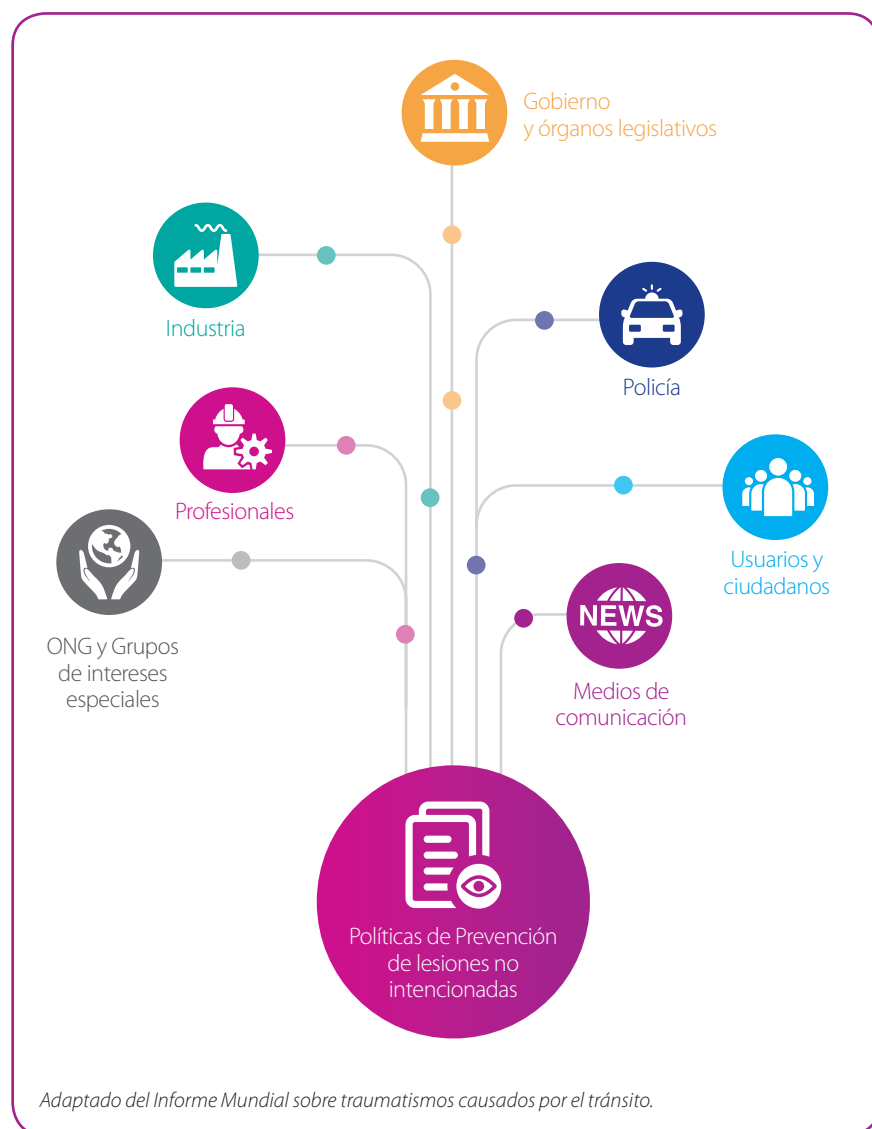 Gobierno
y órganos legislativos
Industria
Policía
Profesionales
Usuarios y
ciudadanos
NEWS
ONG y Grupos
de intereses
especiales
Medios de
comunicación
Políticas de Prevención
de lesiones no
intencionadas
Adaptado del Informe Mundial sobre traumatismos causados por el tránsito.